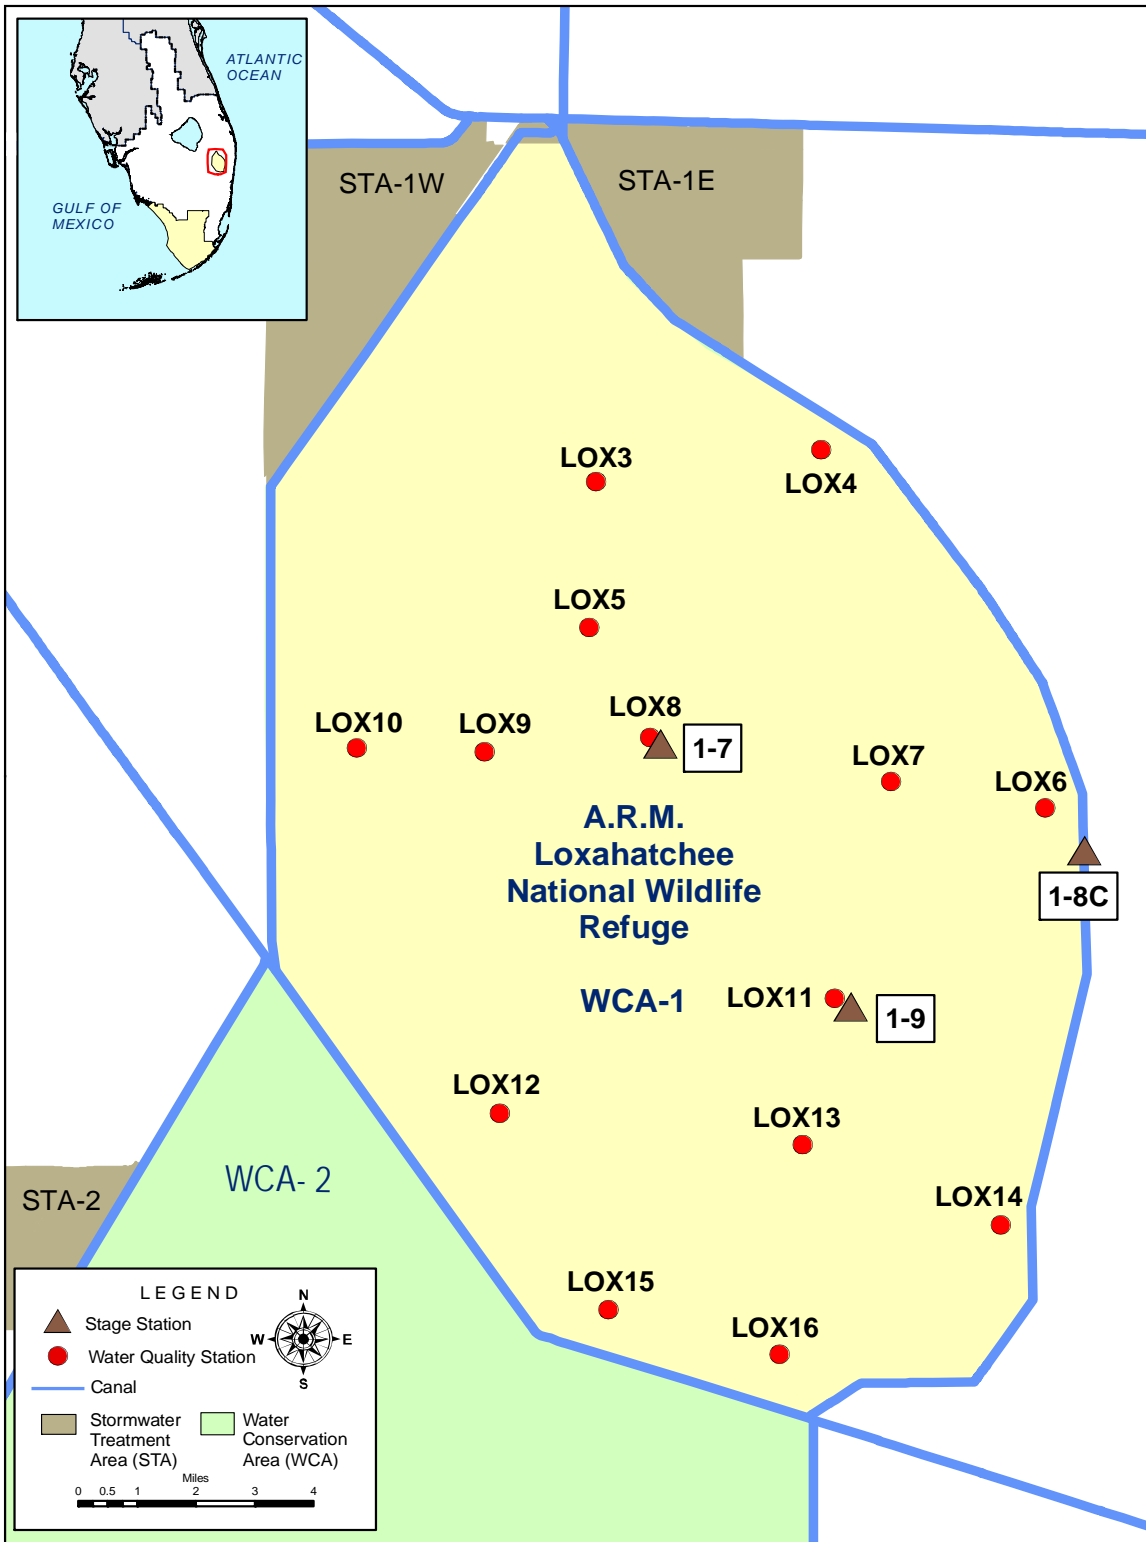 ATLANTIC
OCEAN
GULF OF
MEXICO
STA-1W
STA-1E
LOX3
LOX4
LOX5
LOX10
LOX9
LOX8
1-7
LOX7
LOX6
A.R.M.
Loxahatchee
National Wildlife
Refuge
1-8C
WCA-1
LOX11
1-9
LOX12
LOX13
WCA- 2
STA-2
LOX14
LOX15
LOX16
LEGEND
N
W
E
S
Stage Station
Water Quality Station
Canal
Stormwater
Treatment
Area (STA)
Water
Conservation
Area (WCA)
Miles
0 0.5 1 2 3 4